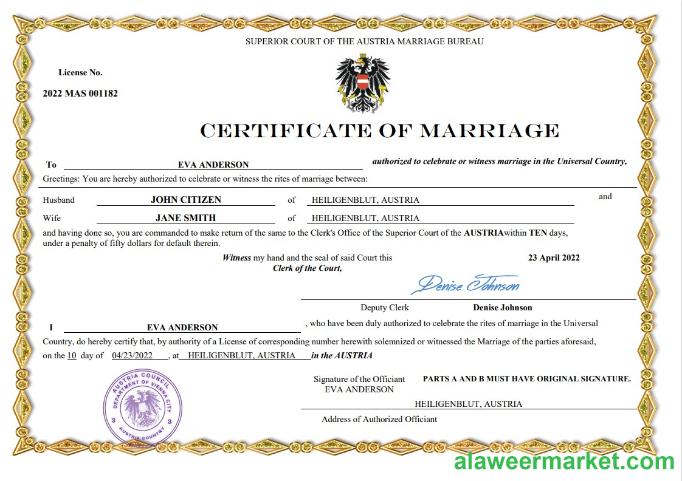 SUPERIOR COURT OF THE AUSTRIA MARRIAGE BUREAU
License No.
2022 MAS 001182
CERTIFICATE OF MARRIAGE
To EVA ANDERSON authorized to celebrate or witness marriage in the Universal Country,
Greetings: You are hereby authorized to celebrate or witness the rites of marriage between:
Husband JOHN CITIZEN of HEILIGENBLUT, AUSTRIA and
Wife JANE SMITH of HEILIGENBLUT, AUSTRIA
and having done so, you are commanded to make return of the same to the Clerk's Office of the Superior Court of the AUSTRIAwithin TEN days,
under a penalty of fifty dollars for default therein.
Witness my hand and the seal of said Court this 23 April 2022
Clerk of the Court,
Denise Johnson
Deputy Clerk Denise Johnson
I EVA ANDERSON , who have been duly authorized to celebrate the rites of marriage in the Universal
Country, do hereby certify that, by authority of a License of corresponding number herewith solemnized or witnessed the Marriage of the parties aforesaid,
on the 10 day of 04/23/2022 , at HEILIGENBLUT, AUSTRIA in the AUSTRIA
AUSTRIA COUNCIL
DEPARTMENT OF VIENNA CITY
AUSTRIA COUNTRY
Signature of the Officiant PARTS A AND B MUST HAVE ORIGINAL SIGNATURE.
EVA ANDERSON
HEILIGENBLUT, AUSTRIA
Address of Authorized Officiant
alaweermarket.com